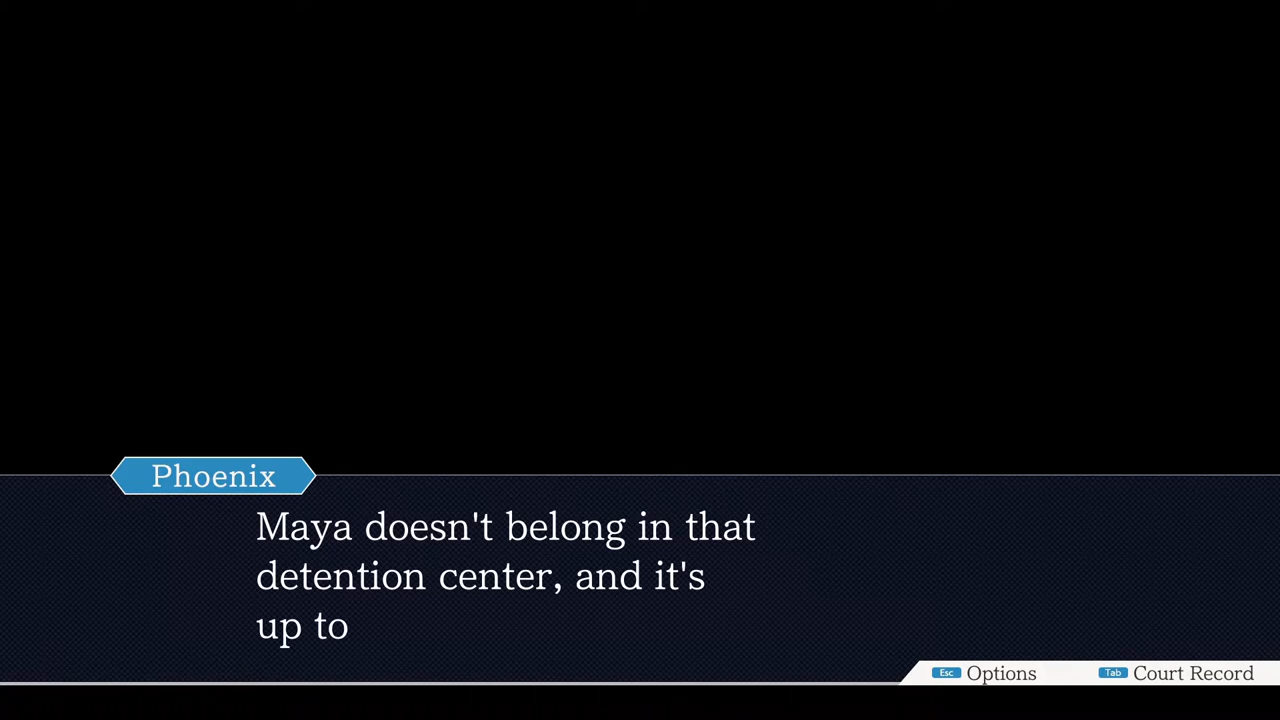 Phoenix
Maya doesn't belong in that
detention center, and it's
up to
Esc Options Tab Court Record